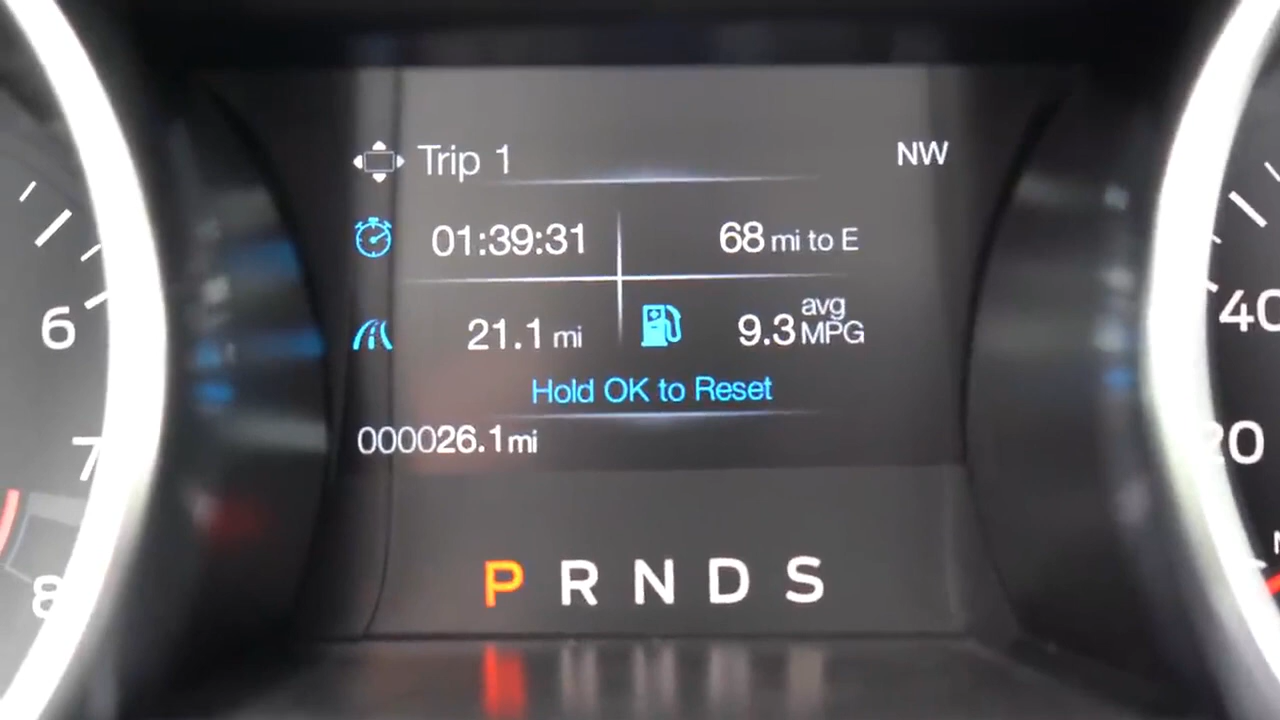 Trip 1
NW
01:39:31
68 mi to E
21.1 mi
9.3 avg MPG
Hold OK to Reset
000026.1 mi
P R N D S
6
7
8
40
20